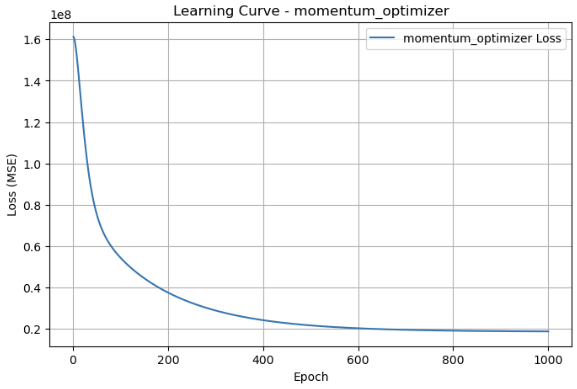 Learning Curve - momentum_optimizer
1e8
momentum_optimizer Loss
1.6
1.4
1.2
1.0
0.8
0.6
0.4
0.2
Loss (MSE)
0 200 400 600 800 1000
Epoch